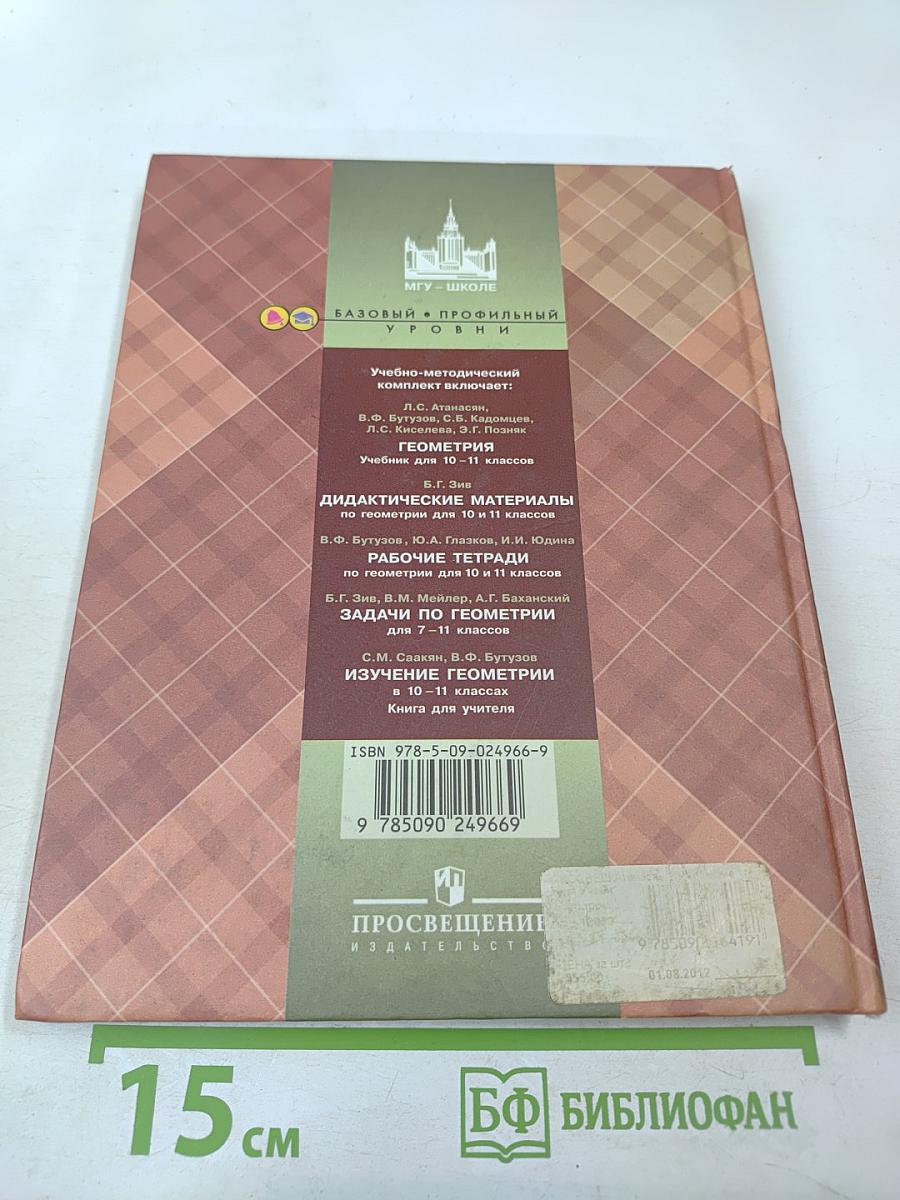 МГУ – ШКОЛЕ
БАЗОВЫЙ • ПРОФИЛЬНЫЙ
УРОВНИ
Учебно-методический
комплект включает:
Л.С. Атанасян,
В.Ф. Бутузов, С.Б. Кадомцев,
Л.С. Киселева, Э.Г. Позняк
ГЕОМЕТРИЯ
Учебник для 10 – 11 классов
Б.Г. Зив
ДИДАКТИЧЕСКИЕ МАТЕРИАЛЫ
по геометрии для 10 и 11 классов
В.Ф. Бутузов, Ю.А. Глазков, И.И. Юдина
РАБОЧИЕ ТЕТРАДИ
по геометрии для 10 и 11 классов
Б.Г. Зив, В.М. Мейлер, А.Г. Баханский
ЗАДАЧИ ПО ГЕОМЕТРИИ
для 7 – 11 классов
С.М. Саакян, В.Ф. Бутузов
ИЗУЧЕНИЕ ГЕОМЕТРИИ
в 10 – 11 классах
Книга для учителя
ISBN 978-5-09-024966-9
9 785090 249669
ПРОСВЕЩЕНИЕ
ИЗДАТЕЛЬСТВО
01.08.2012
15 см
БФ БИБЛИОФАН